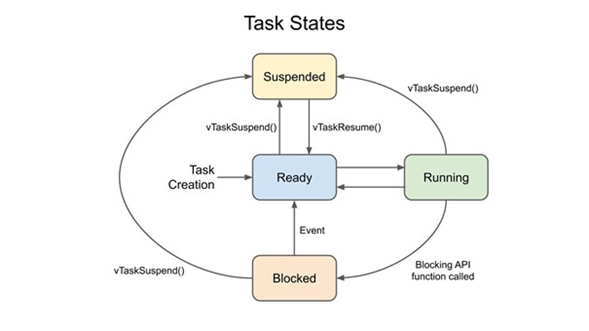 Task States
Suspended
vTaskSuspend()
vTaskSuspend()
vTaskResume()
Task
Creation
Ready
Running
Event
vTaskSuspend()
Blocked
Blocking API
function called